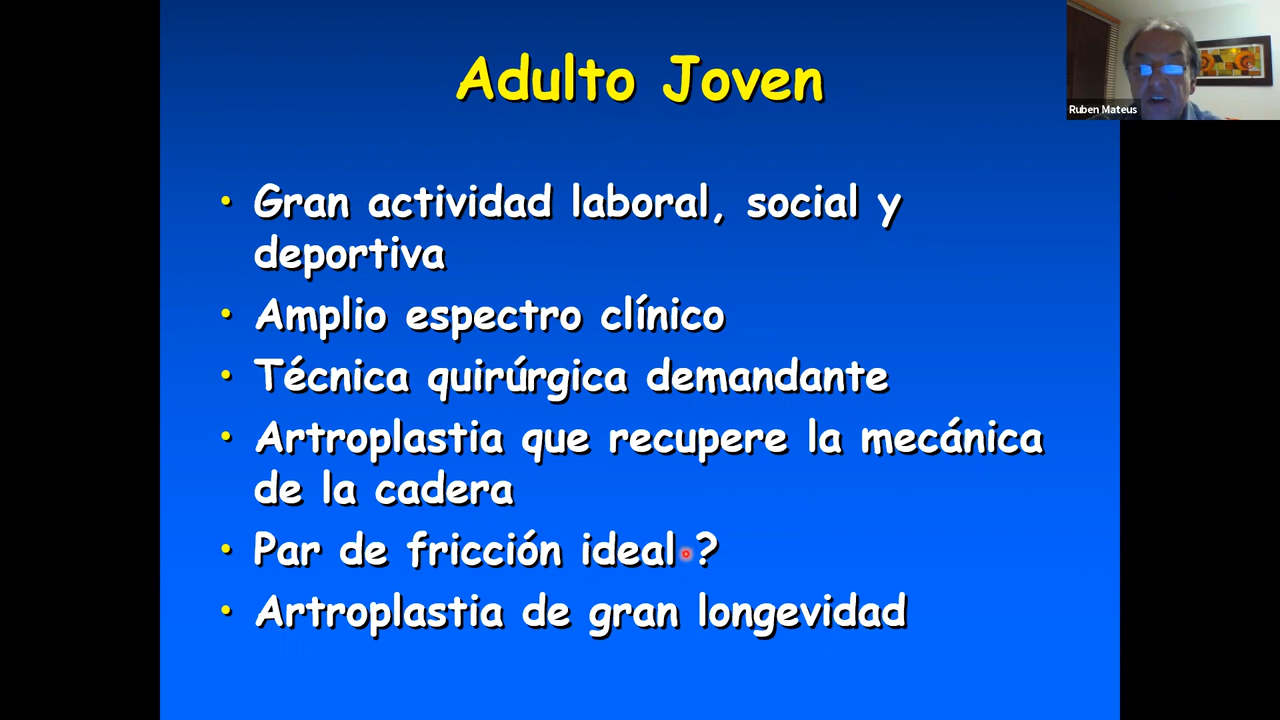 Adulto Joven
Ruben Mateus
• Gran actividad laboral, social y
deportiva
• Amplio espectro clínico
• Técnica quirúrgica demandante
• Artroplastia que recupere la mecánica
de la cadera
• Par de fricción ideal ?
• Artroplastia de gran longevidad